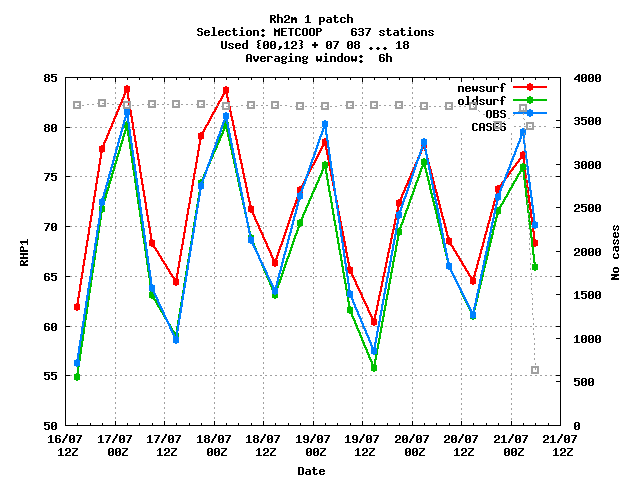 Rh2m 1 patch
Selection: METCOOP 637 stations
Used {00,12} + 07 08 ... 18
Averaging window: 6h
85
80
75
70
65
60
55
50
RHP1
4000
3500
3000
2500
2000
1500
1000
500
0
No cases
newsurf
oldsurf
OBS
CASES
16/07 17/07 17/07 18/07 18/07 19/07 19/07 20/07 20/07 21/07 21/07
12Z 00Z 12Z 00Z 12Z 00Z 12Z 00Z 12Z 00Z 12Z
Date